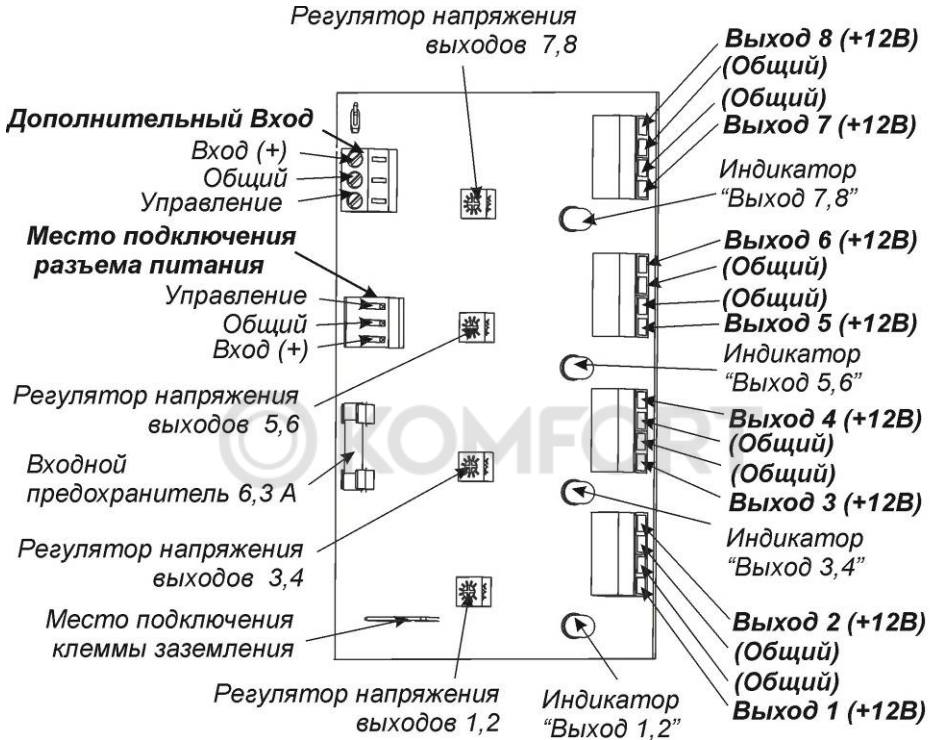 Регулятор напряжения
выходов 7,8
Дополнительный Вход
Вход (+)
Общий
Управление
Место подключения
разъема питания
Управление
Общий
Вход (+)
Регулятор напряжения
выходов 5,6
Входной
предохранитель 6,3 А
Регулятор напряжения
выходов 3,4
Место подключения
клеммы заземления
Регулятор напряжения
выходов 1,2
Выход 8 (+12В)
(Общий)
(Общий)
Выход 7 (+12В)
Индикатор
“Выход 7,8”
Выход 6 (+12В)
(Общий)
(Общий)
Выход 5 (+12В)
Индикатор
“Выход 5,6”
Выход 4 (+12В)
(Общий)
(Общий)
Выход 3 (+12В)
Индикатор
“Выход 3,4”
Выход 2 (+12В)
(Общий)
(Общий)
Выход 1 (+12В)
Индикатор
“Выход 1,2”
© KOMFORT